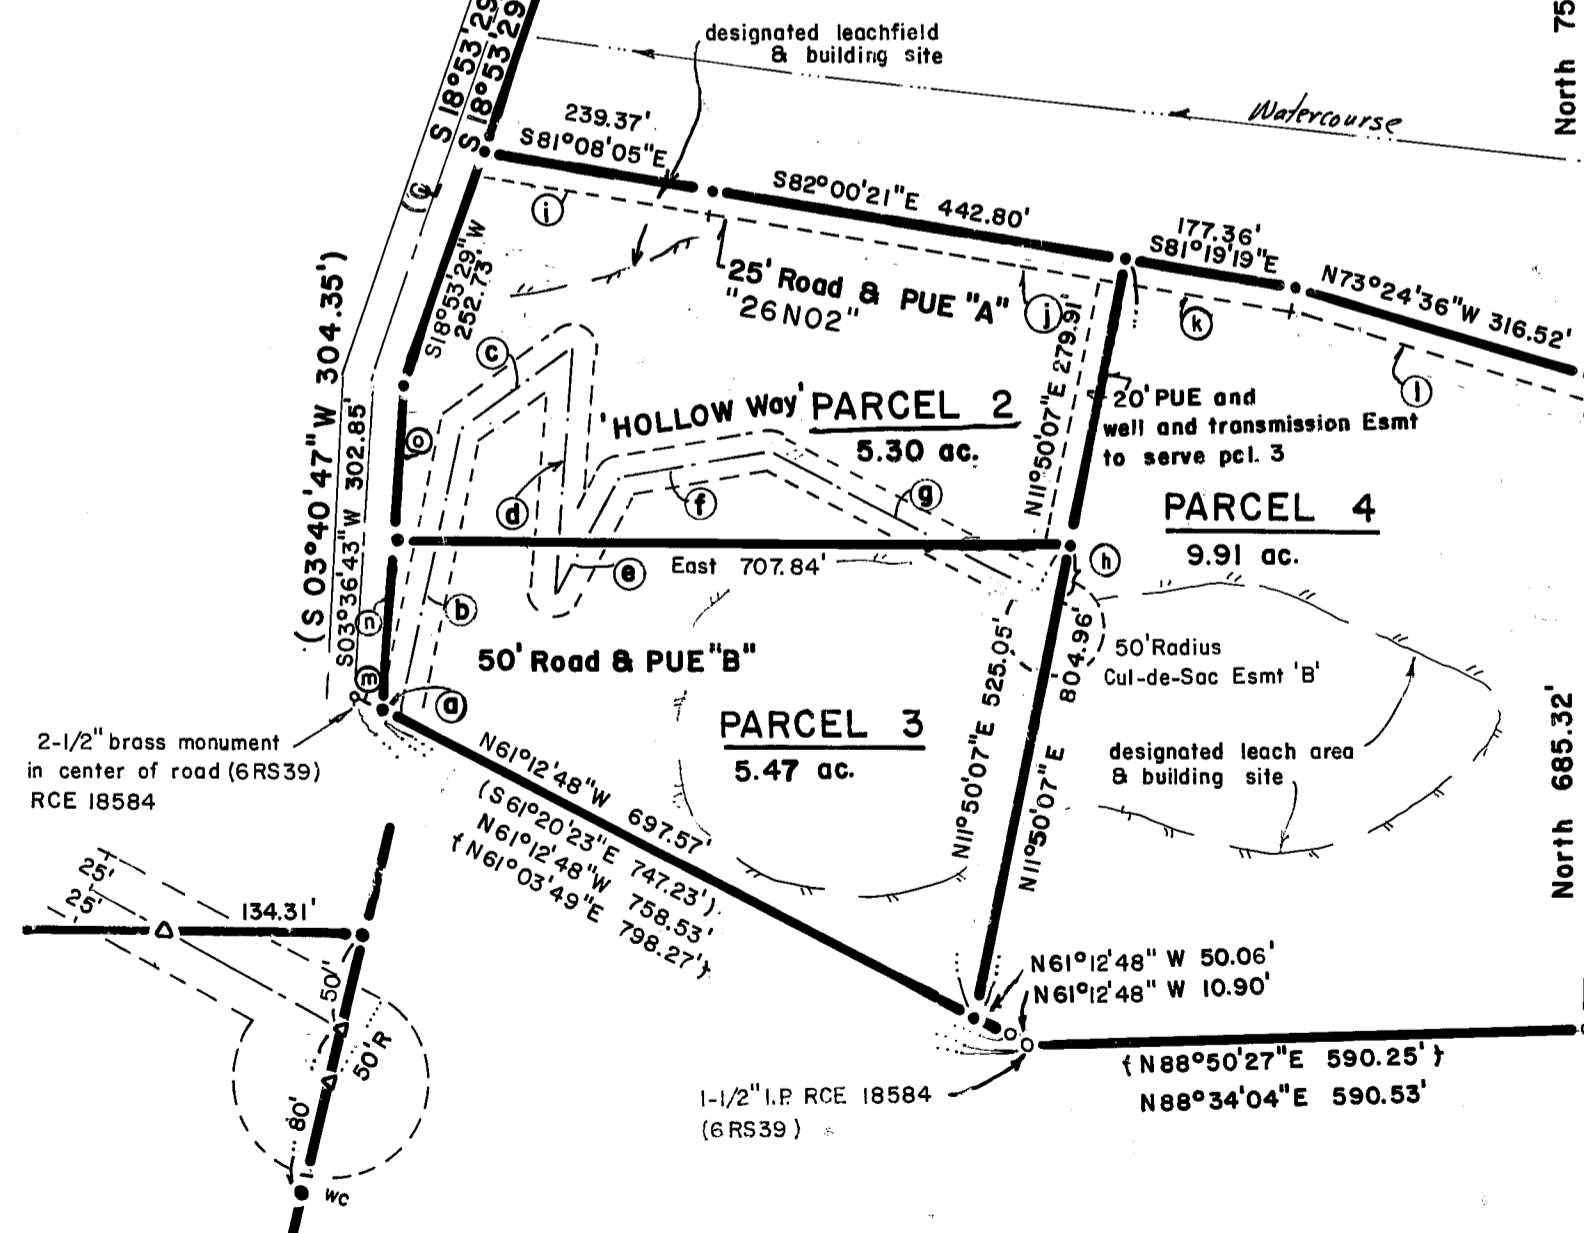 S 18°53'29
S 18°53'29
North 75
designated leachfield
& building site
Watercourse
239.37'
S81°08'05"E
S82°00'21"E 442.80'
177.36'
S81°19'19"E
N73°24'36"W 316.52'
i
j
k
l
25' Road & PUE "A"
"26N02"
S18°53'29"W
252.73'
(S 03°40'47"W 304.35')
S03°36'43"W 302.85'
c
'HOLLOW Way'
PARCEL 2
5.30 ac.
N11°50'07"E 279.91'
20' PUE and
well and transmission Esmt
to serve pcl. 3
PARCEL 4
9.91 ac.
o
d
f
g
h
e
East 707.84'
b
n
m
a
50' Road & PUE "B"
PARCEL 3
5.47 ac.
N11°50'07"E 525.05'
N11°50'07"E 804.96'
50' Radius
Cul-de-Sac Esmt 'B'
designated leach area
& building site
North 685.32'
2-1/2" brass monument
in center of road (6RS39)
RCE 18584
N61°12'48"W 697.57'
(S61°20'23"E 747.23')
N61°12'48"W 758.53'
{N61°03'49"E 798.27'}
25'
25'
134.31'
50'
50'R
80'
WC
N61°12'48" W 50.06'
N61°12'48" W 10.90'
{N88°50'27"E 590.25'}
N88°34'04"E 590.53'
1-1/2" I.P. RCE 18584
(6RS39)